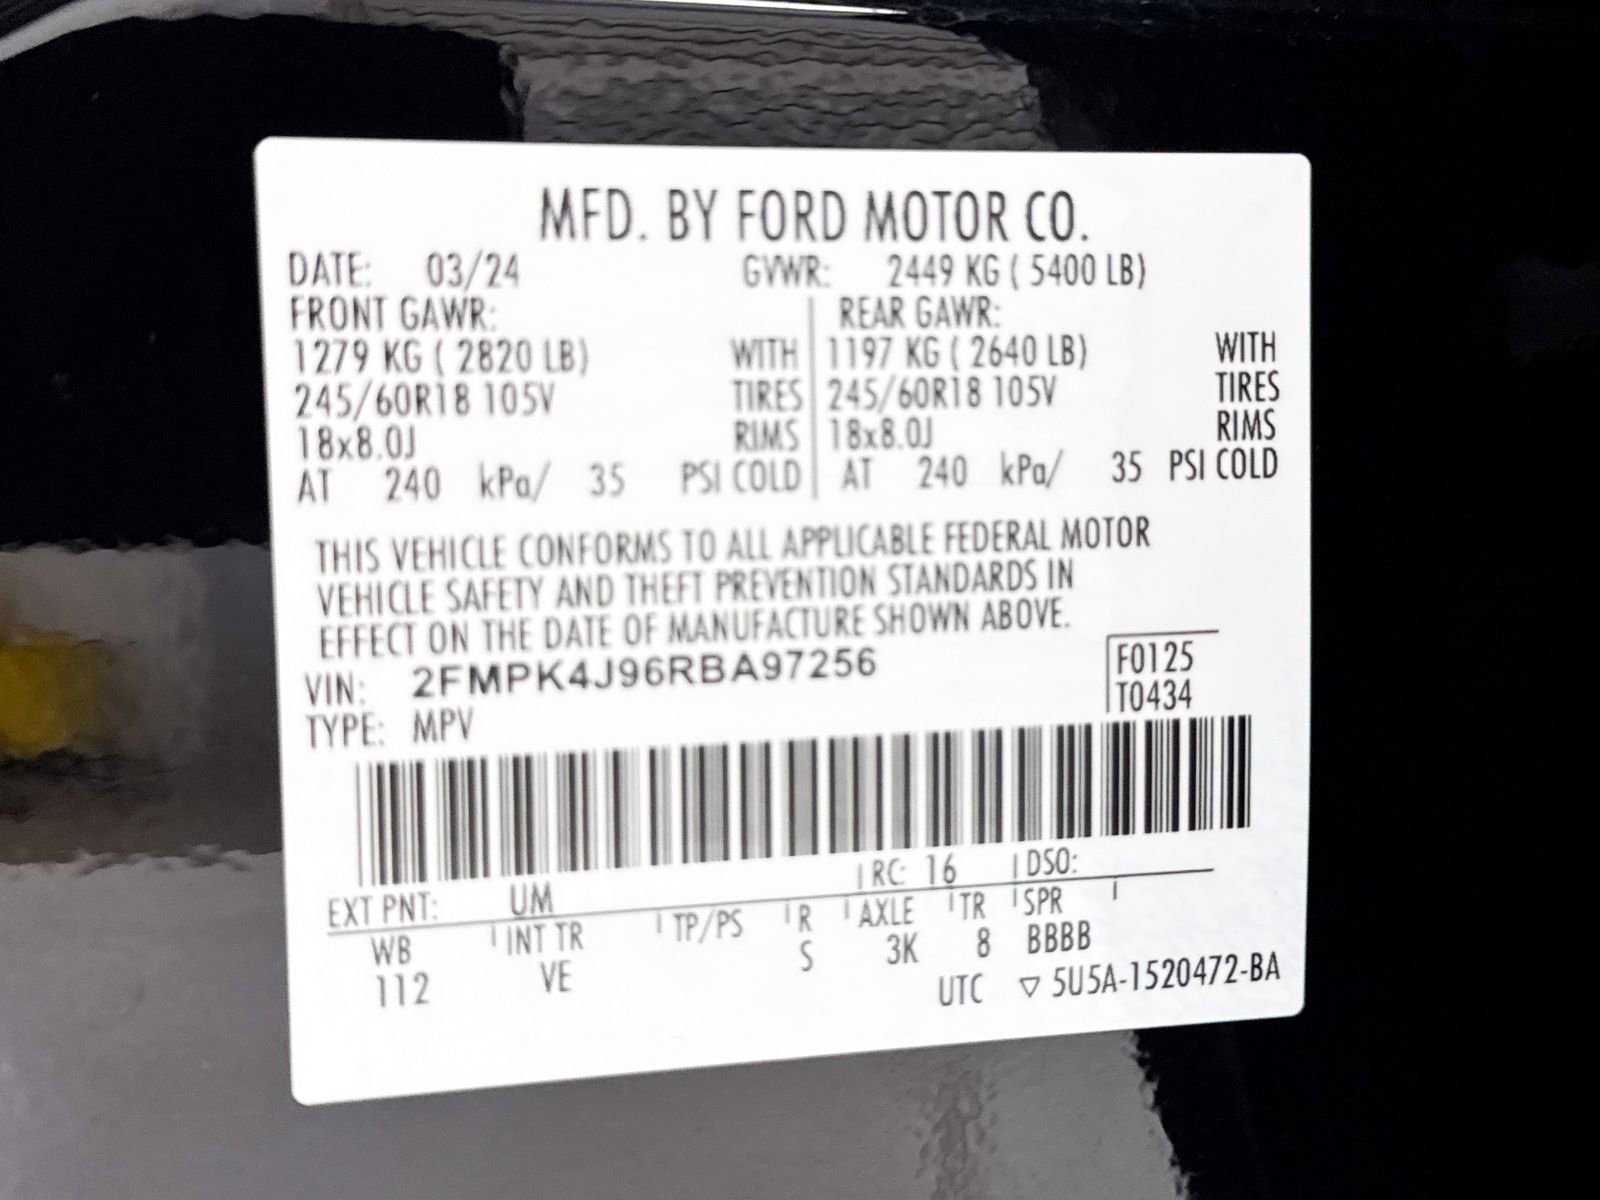 MFD. BY FORD MOTOR CO.
DATE: 03/24 GVWR: 2449 KG ( 5400 LB)
FRONT GAWR: REAR GAWR:
1279 KG ( 2820 LB) WITH 1197 KG ( 2640 LB) WITH
245/60R18 105V TIRES 245/60R18 105V TIRES
18x8.0J RIMS 18x8.0J RIMS
AT 240 kPa/ 35 PSI COLD AT 240 kPa/ 35 PSI COLD
THIS VEHICLE CONFORMS TO ALL APPLICABLE FEDERAL MOTOR
VEHICLE SAFETY AND THEFT PREVENTION STANDARDS IN
EFFECT ON THE DATE OF MANUFACTURE SHOWN ABOVE.
VIN: 2FMPK4J96RBA97256 F0125
TYPE: MPV T0434
EXT PNT: UM RC: 16 DSO:
WB INT TR TP/PS R AXLE TR SPR
112 VE S 3K 8 BBBB
UTC ▽ 5U5A-1520472-BA